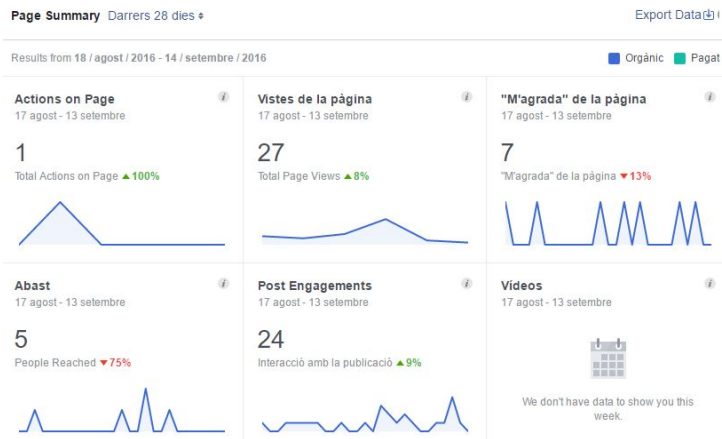 Page Summary Darrers 28 dies
Export Data
Results from 18 / agost / 2016 - 14 / setembre / 2016
Orgànic Pagat
Actions on Page
17 agost - 13 setembre
1
Total Actions on Page ▲100%
Vistes de la pàgina
17 agost - 13 setembre
27
Total Page Views ▲8%
"M'agrada" de la pàgina
17 agost - 13 setembre
7
"M'agrada" de la pàgina ▼13%
Abast
17 agost - 13 setembre
5
People Reached ▼75%
Post Engagements
17 agost - 13 setembre
24
Interacció amb la publicació ▲9%
Vídeos
17 agost - 13 setembre
We don't have data to show you this
week.